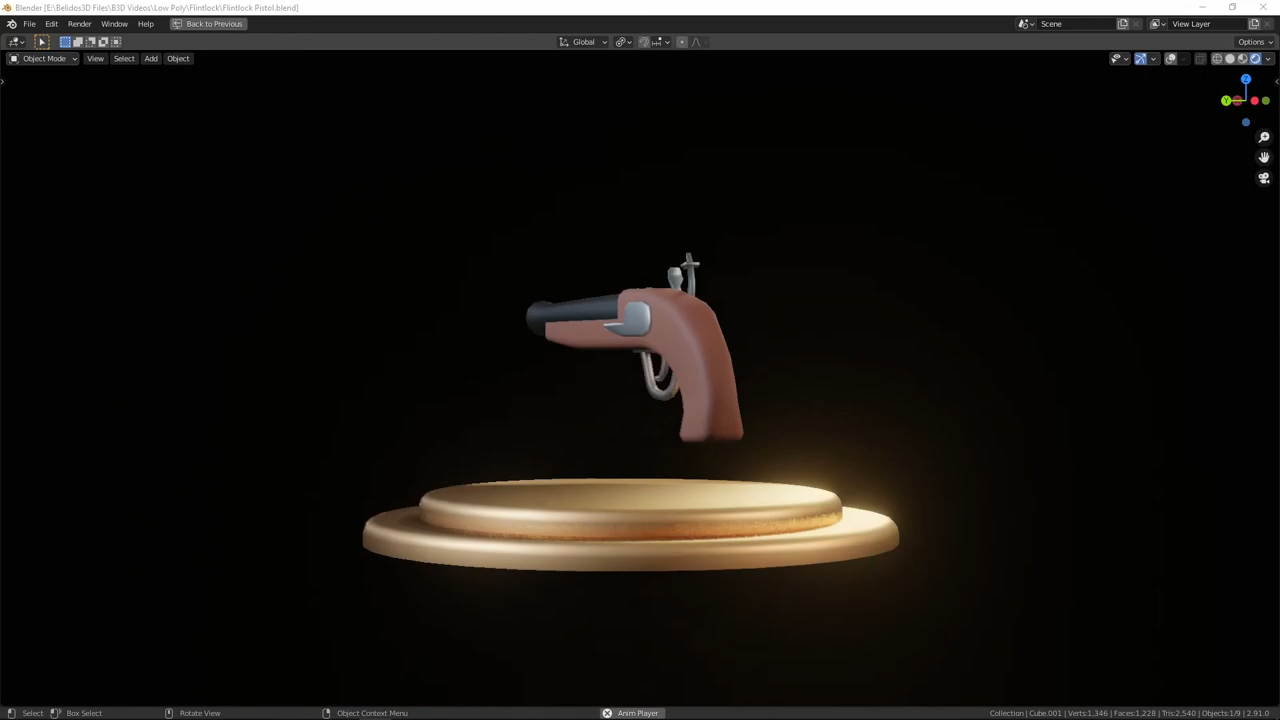 Blender [E:\Belidos3D Files\B3D Videos\Low Poly\Flintlock\Flintlock Pistol.blend]
File Edit Render Window Help Back to Previous Scene View Layer
Global Options
Object Mode View Select Add Object
Z
Y
Select Box Select Rotate View Object Context Menu Anim Player Collection | Cube.001 | Verts:1,346 | Faces:1,228 | Tris:2,540 | Objects:1/9 | 2.91.0